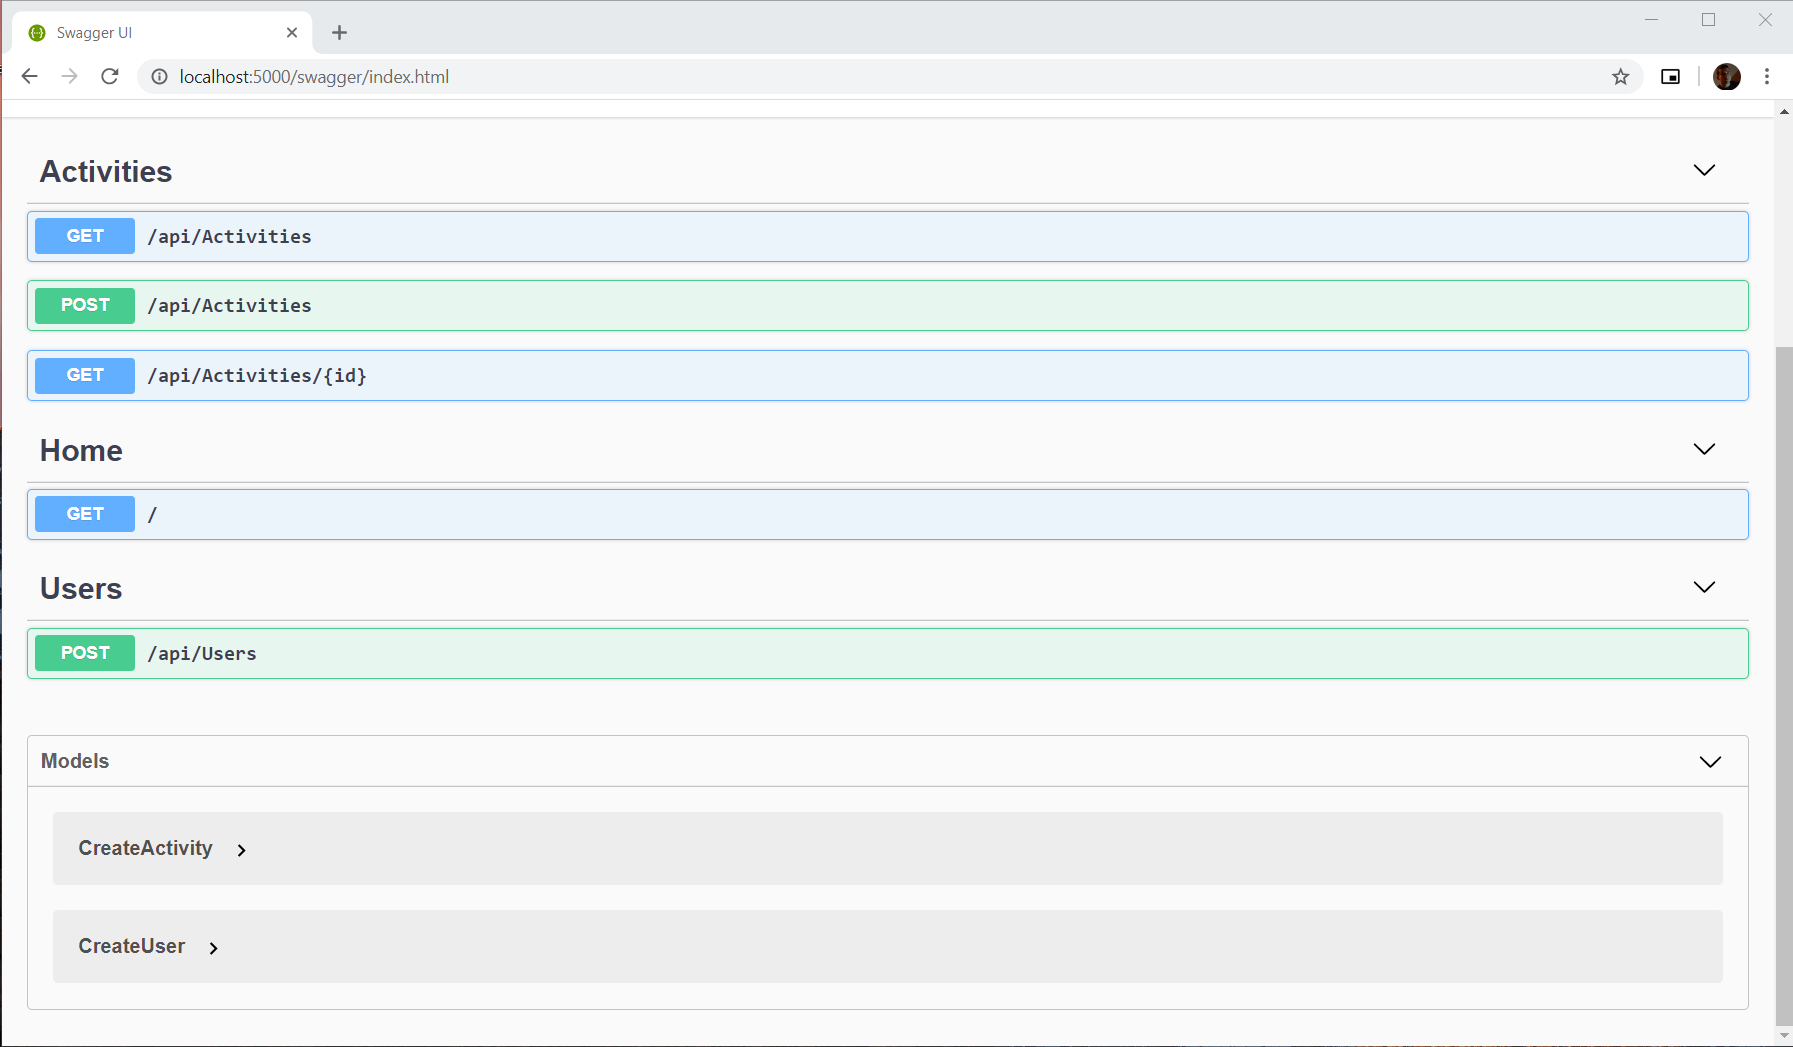 Swagger UI
localhost:5000/swagger/index.html
Activities
GET /api/Activities
POST /api/Activities
GET /api/Activities/{id}
Home
GET /
Users
POST /api/Users
Models
CreateActivity
CreateUser